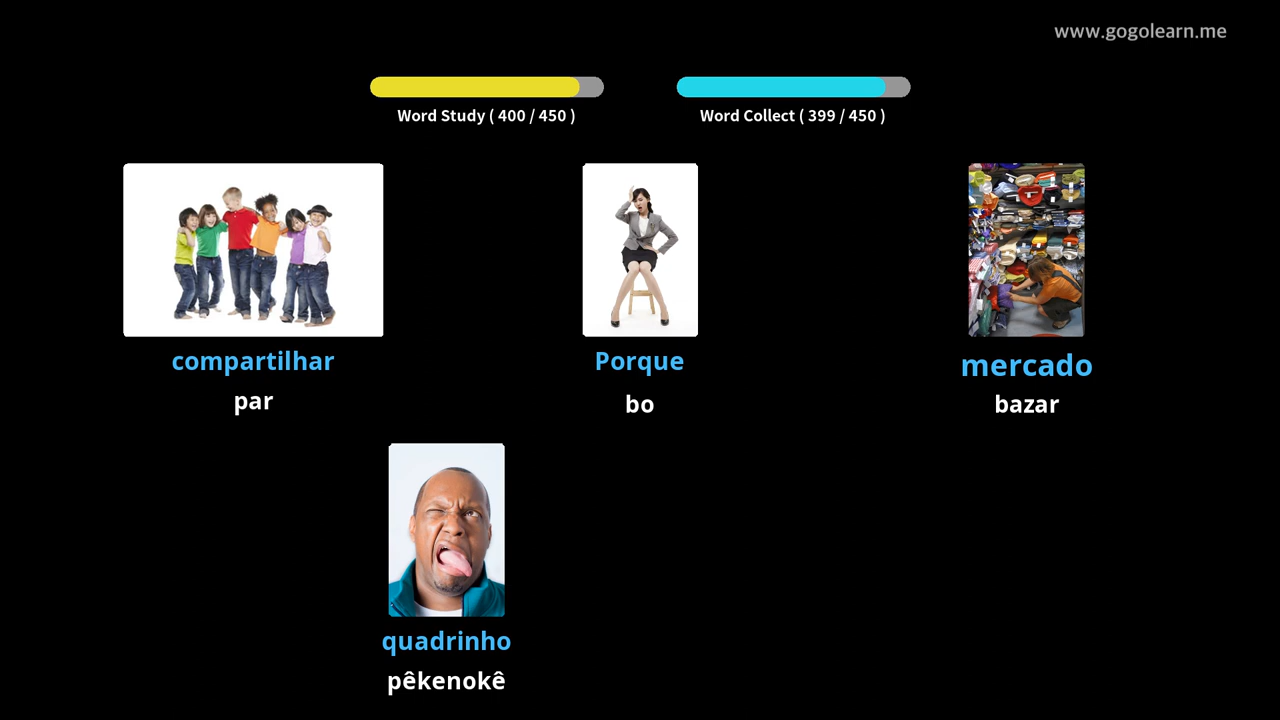 www.gogolearn.me
Word Study ( 400 / 450 )
Word Collect ( 399 / 450 )
compartilhar
par
Porque
bo
mercado
bazar
quadrinho
pêkenokê